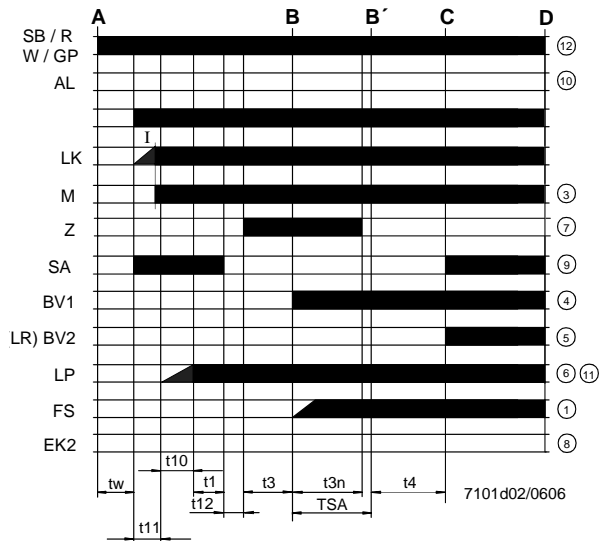 A B B´ C D
SB / R
W / GP
12
AL
10
I
LK
M
3
Z
7
SA
9
BV1
4
LR) BV2
5
LP
6 11
FS
1
EK2
8
t10
tw t1 t3 t3n t4
7101d02/0606
t12 TSA
t11